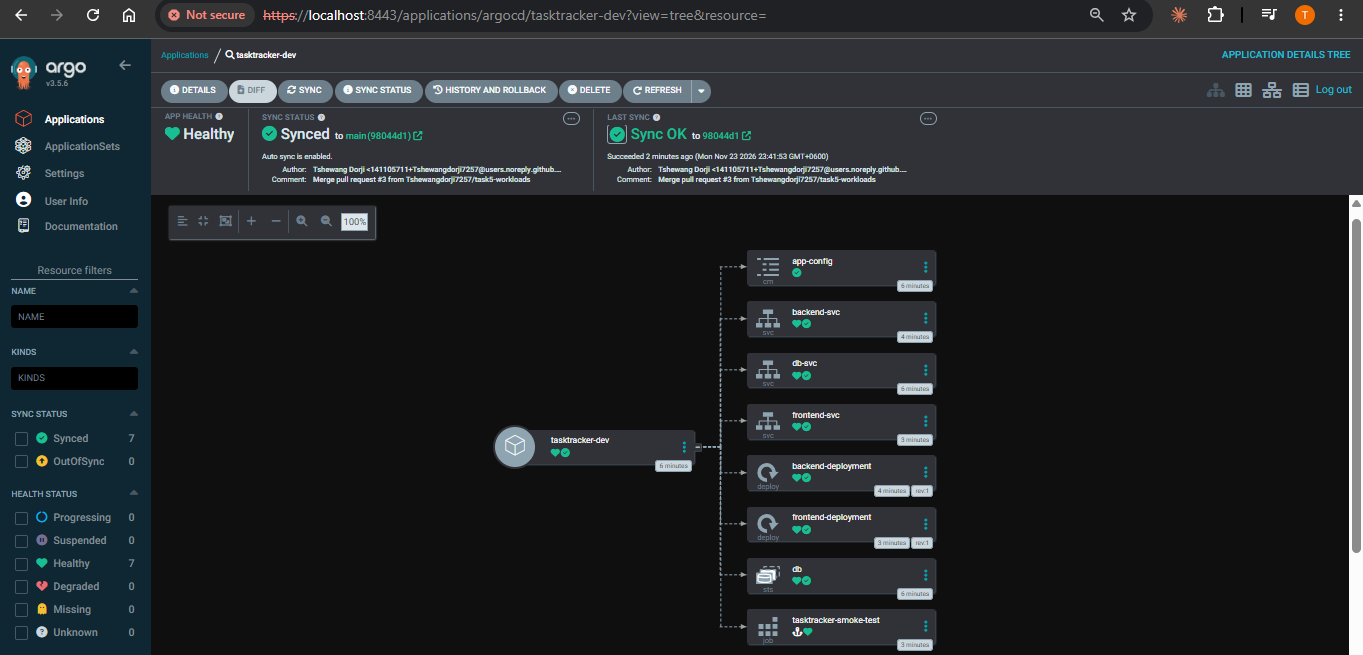 Not secure https://localhost:8443/applications/argocd/tasktracker-dev?view=tree&resource=
T
argo
v3.5.6
Applications
ApplicationSets
Settings
User Info
Documentation
Resource filters
NAME
NAME
KINDS
KINDS
SYNC STATUS
Synced 7
OutOfSync 0
HEALTH STATUS
Progressing 0
Suspended 0
Healthy 7
Degraded 0
Missing 0
Unknown 0
Applications / tasktracker-dev
APPLICATION DETAILS TREE
DETAILS DIFF SYNC SYNC STATUS HISTORY AND ROLLBACK DELETE REFRESH
Log out
APP HEALTH
Healthy
SYNC STATUS
Synced to main (98044d1)
Auto sync is enabled.
Author: Tshewang Dorji <141105711+Tshewangdorji7257@users.noreply.github....
Comment: Merge pull request #3 from Tshewangdorji7257/task5-workloads
LAST SYNC
Sync OK to 98044d1
Succeeded 2 minutes ago (Mon Nov 23 2026 23:41:53 GMT+0600)
Author: Tshewang Dorji <141105711+Tshewangdorji7257@users.noreply.github....
Comment: Merge pull request #3 from Tshewangdorji7257/task5-workloads
100%
tasktracker-dev
6 minutes
app-config
cm
6 minutes
backend-svc
svc
4 minutes
db-svc
svc
6 minutes
frontend-svc
svc
3 minutes
backend-deployment
deploy
4 minutes rev:1
frontend-deployment
deploy
3 minutes rev:1
db
sts
6 minutes
tasktracker-smoke-test
job
3 minutes